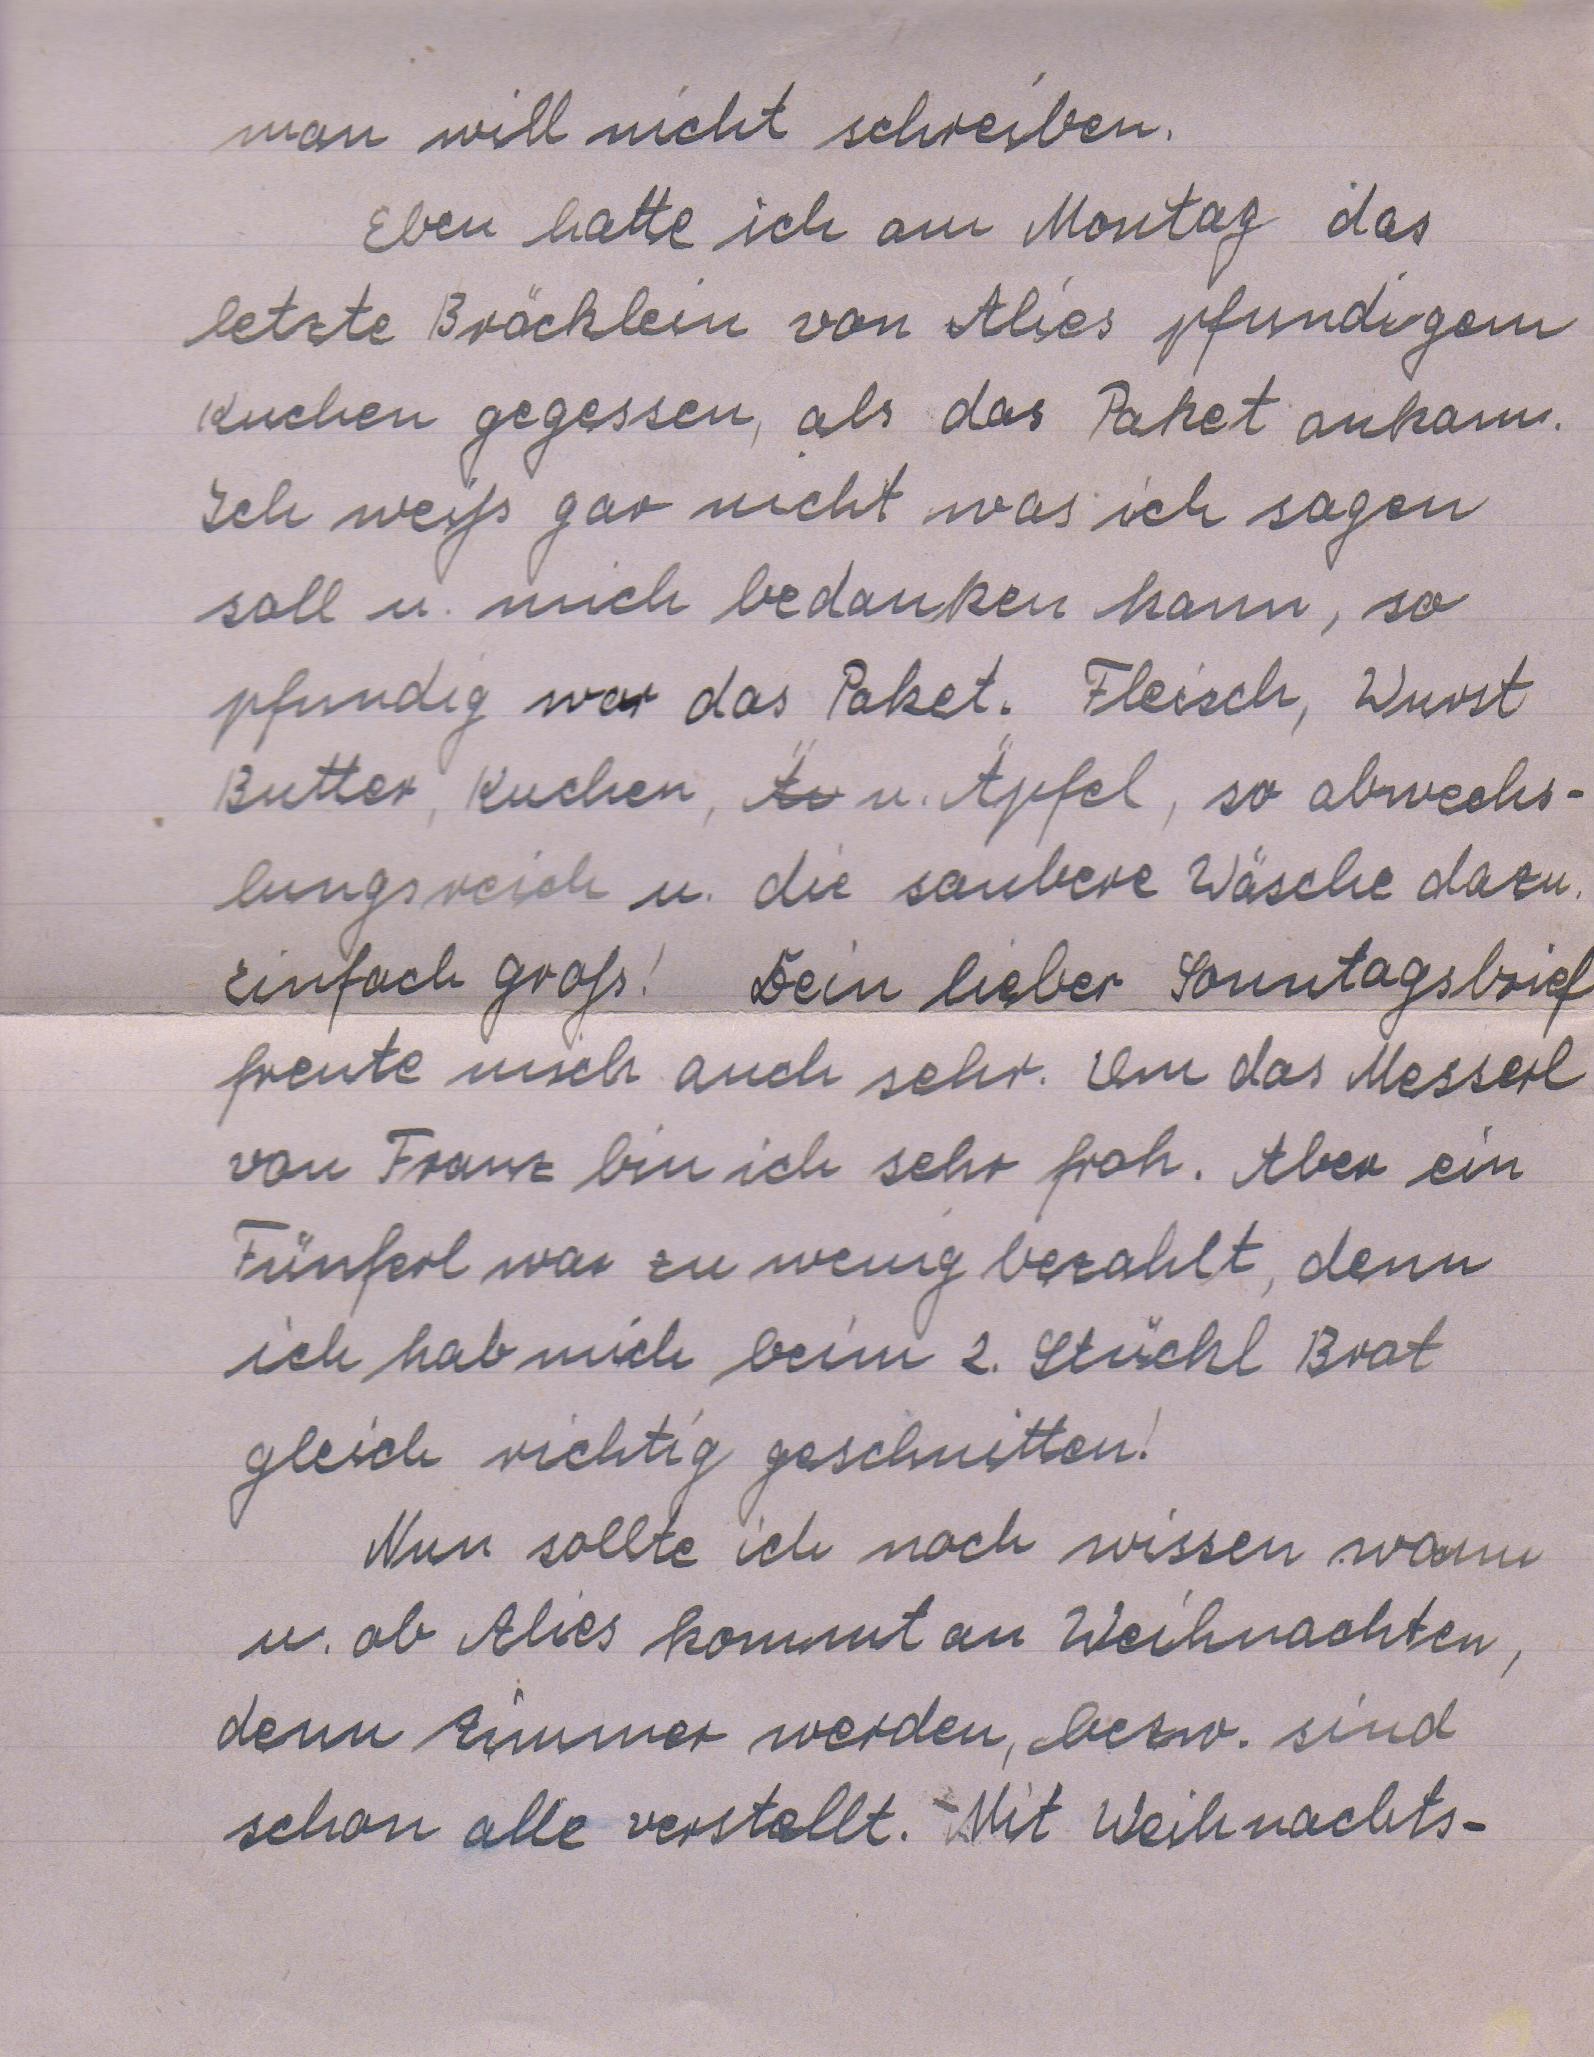 man will nicht schreiben.
Eben hatte ich am Montag das
letzte Bröcklein von Alies pfundigem
Kuchen gegessen, als das Paket ankam.
Ich weiß gar nicht was ich sagen
soll u. mich bedanken kann, so
pfundig war das Paket. Fleisch, Wurst
Butter, Kuchen, u. Äpfel, so abwechs-
lungsreich u. die saubere Wäsche dazu.
Einfach groß! Dein lieber Sonntagsbrief
freute mich auch sehr. Um das Messerl
von Franz bin ich sehr froh. Aber ein
Fünferl war zu wenig bezahlt, denn
ich hab mich beim 2. Stückl Brot
gleich richtig geschnitten!
Nun sollte ich noch wissen wann
u. ob Alies kommt an Weihnachten,
denn Zimmer werden, bezw. sind
schon alle verstellt. Mit Weihnachts-